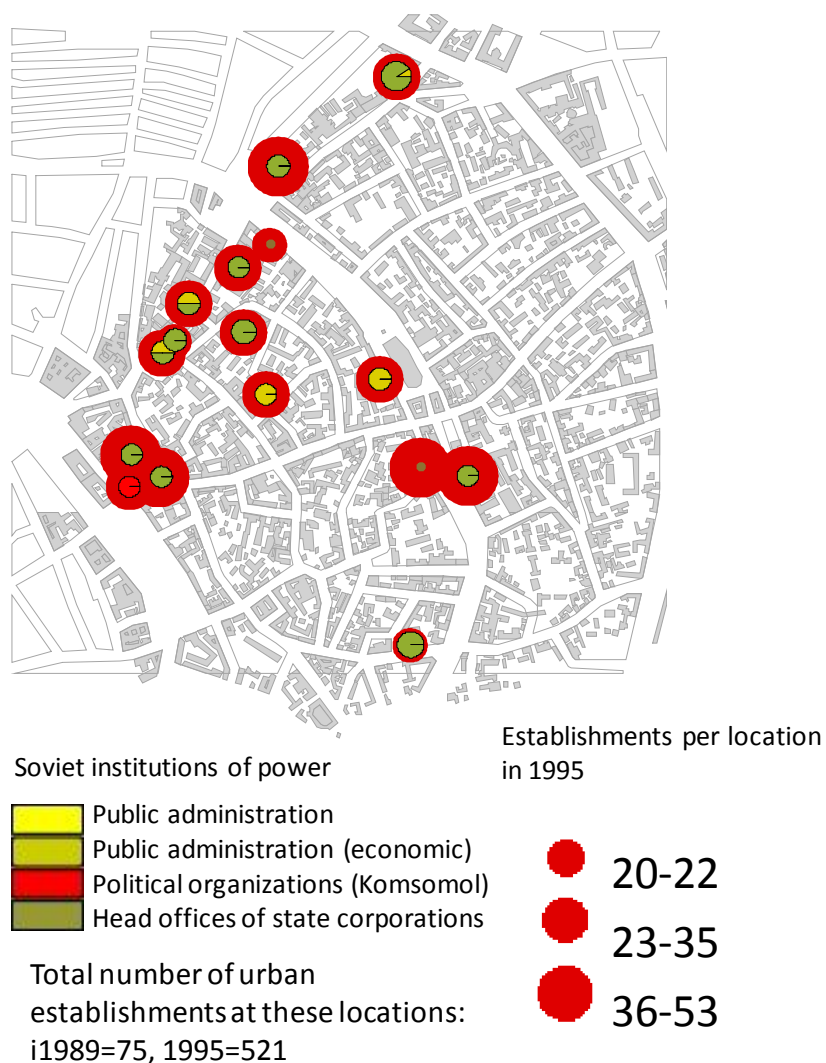 Soviet institutions of power
Public administration
Public administration (economic)
Political organizations (Komsomol)
Head offices of state corporations
Total number of urban
establishments at these locations:
i1989=75, 1995=521
Establishments per location
in 1995
20-22
23-35
36-53